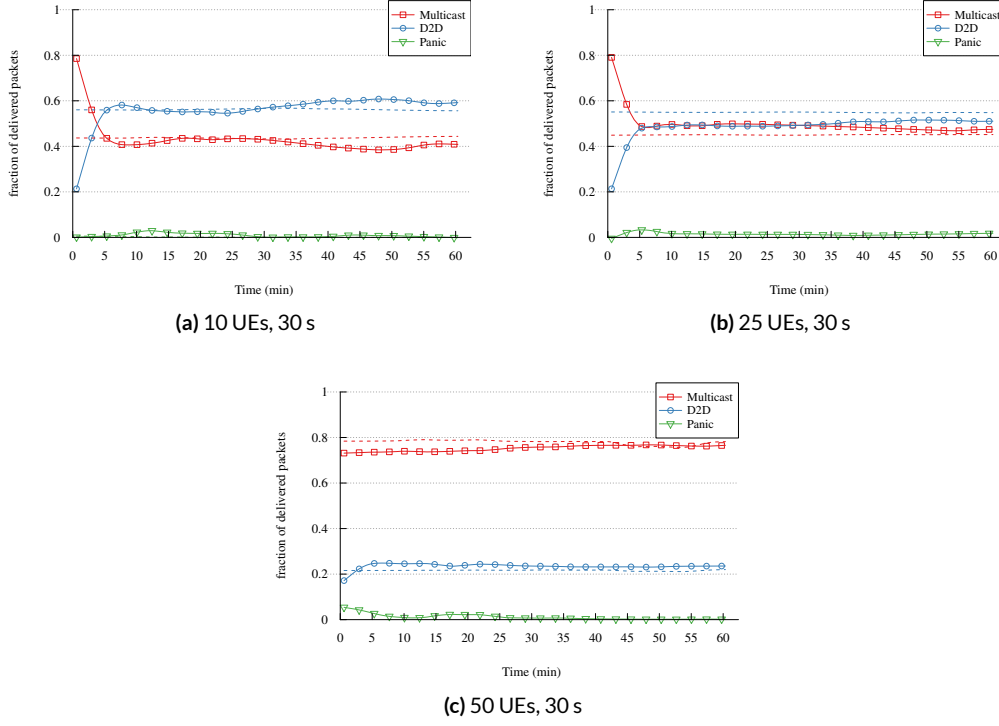 1
0.8
0.6
0.4
0.2
0
fraction of delivered packets
Multicast
D2D
Panic
0 5 10 15 20 25 30 35 40 45 50 55 60
Time (min)
(a) 10 UEs, 30 s
1
0.8
0.6
0.4
0.2
0
fraction of delivered packets
Multicast
D2D
Panic
0 5 10 15 20 25 30 35 40 45 50 55 60
Time (min)
(b) 25 UEs, 30 s
1
0.8
0.6
0.4
0.2
0
fraction of delivered packets
Multicast
D2D
Panic
0 5 10 15 20 25 30 35 40 45 50 55 60
Time (min)
(c) 50 UEs, 30 s